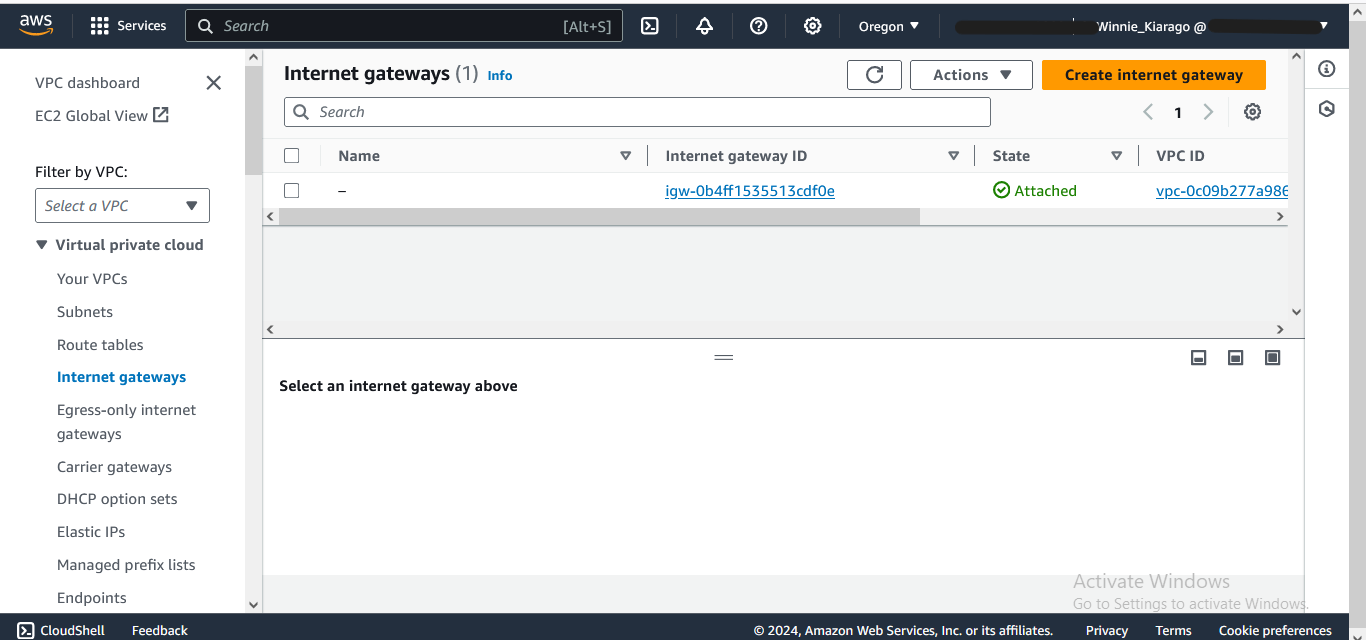 aws
Services
Search [Alt+S]
Oregon
Winnie_Kiarago @
VPC dashboard
EC2 Global View
Filter by VPC:
Select a VPC
Virtual private cloud
Your VPCs
Subnets
Route tables
Internet gateways
Egress-only internet
gateways
Carrier gateways
DHCP option sets
Elastic IPs
Managed prefix lists
Endpoints
Internet gateways (1) Info
Actions
Create internet gateway
Search
1
Name Internet gateway ID State VPC ID
– igw-0b4ff1535513cdf0e Attached vpc-0c09b277a986
Select an internet gateway above
Activate Windows
Go to Settings to activate Windows.
CloudShell Feedback © 2024, Amazon Web Services, Inc. or its affiliates. Privacy Terms Cookie preferences